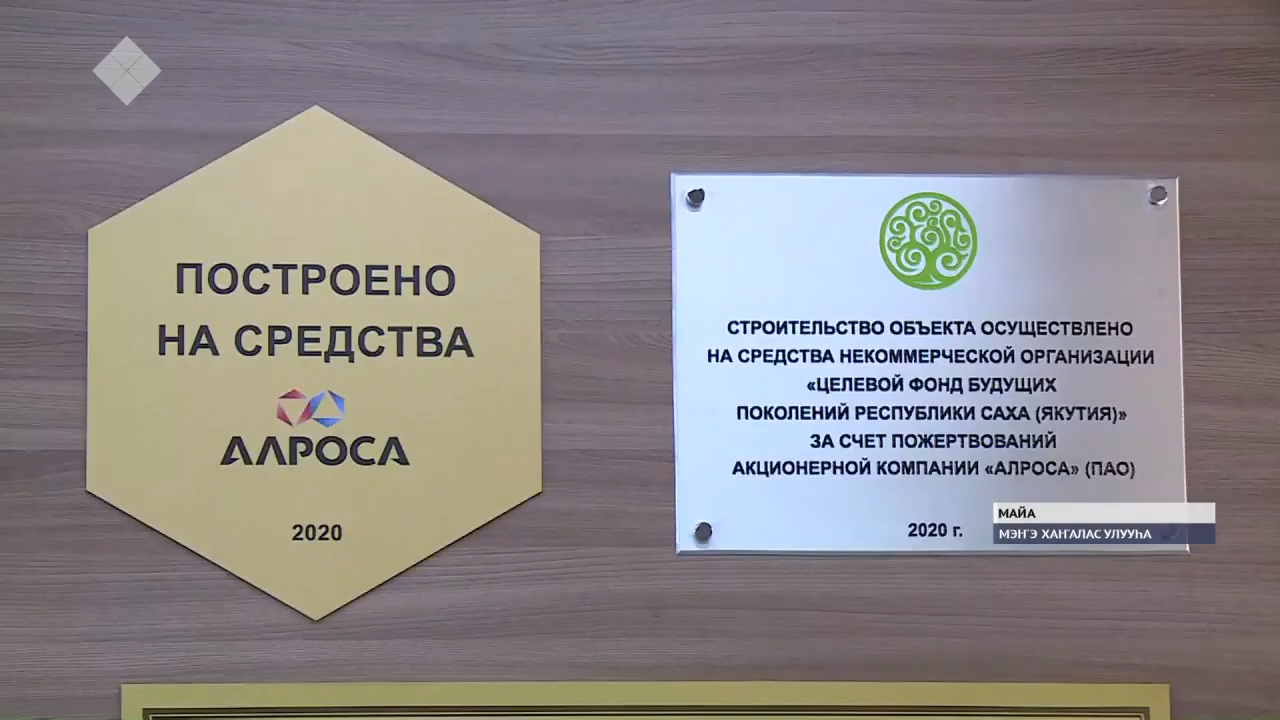 ПОСТРОЕНО
НА СРЕДСТВА
АЛРОСА
2020
СТРОИТЕЛЬСТВО ОБЪЕКТА ОСУЩЕСТВЛЕНО
НА СРЕДСТВА НЕКОММЕРЧЕСКОЙ ОРГАНИЗАЦИИ
«ЦЕЛЕВОЙ ФОНД БУДУЩИХ
ПОКОЛЕНИЙ РЕСПУБЛИКИ САХА (ЯКУТИЯ)»
ЗА СЧЕТ ПОЖЕРТВОВАНИЙ
АКЦИОНЕРНОЙ КОМПАНИИ «АЛРОСА» (ПАО)
2020 г.
МАЙА
МЭҤЭ ХАҤАЛАС УЛУУҺА